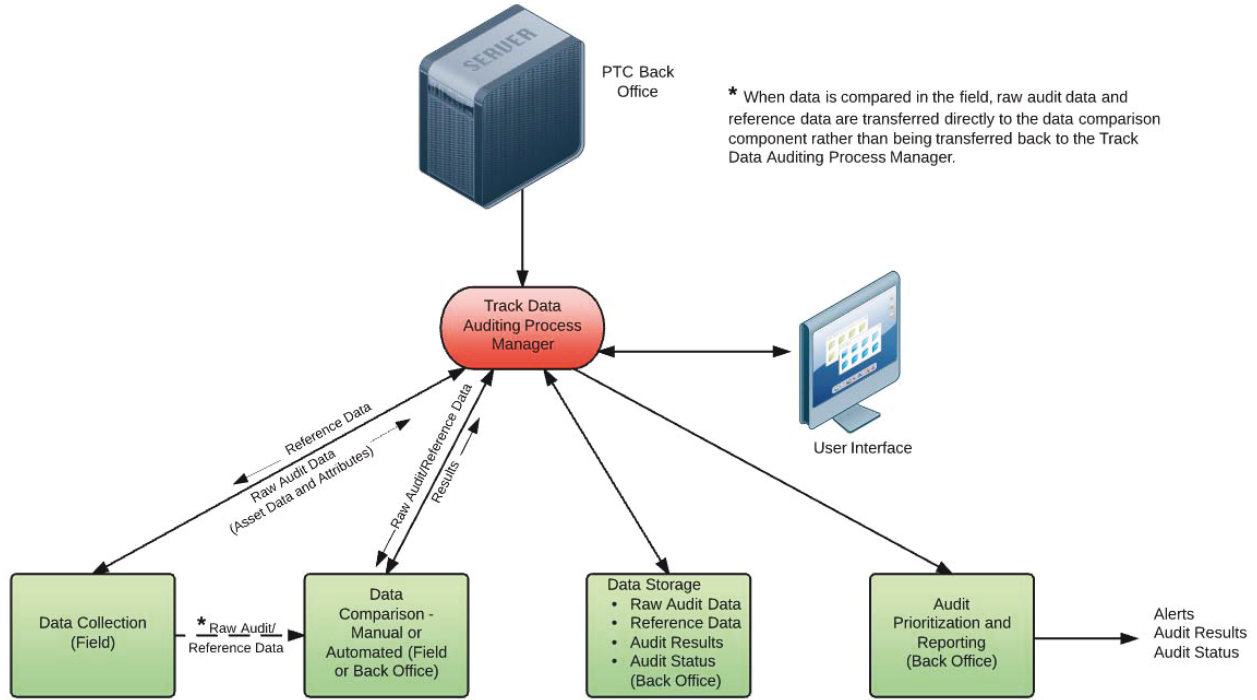 SERVER
PTC Back
Office
* When data is compared in the field, raw audit data and
reference data are transferred directly to the data comparison
component rather than being transferred back to the Track
Data Auditing Process Manager.
Track Data
Auditing Process
Manager
User Interface
Reference Data
Raw Audit Data
(Asset Data and Attributes)
Raw Audit/Reference Data
Results
Data Collection
(Field)
* Raw Audit/
Reference Data
Data
Comparison -
Manual or
Automated (Field
or Back Office)
Data Storage
• Raw Audit Data
• Reference Data
• Audit Results
• Audit Status
(Back Office)
Audit
Prioritization and
Reporting
(Back Office)
Alerts
Audit Results
Audit Status